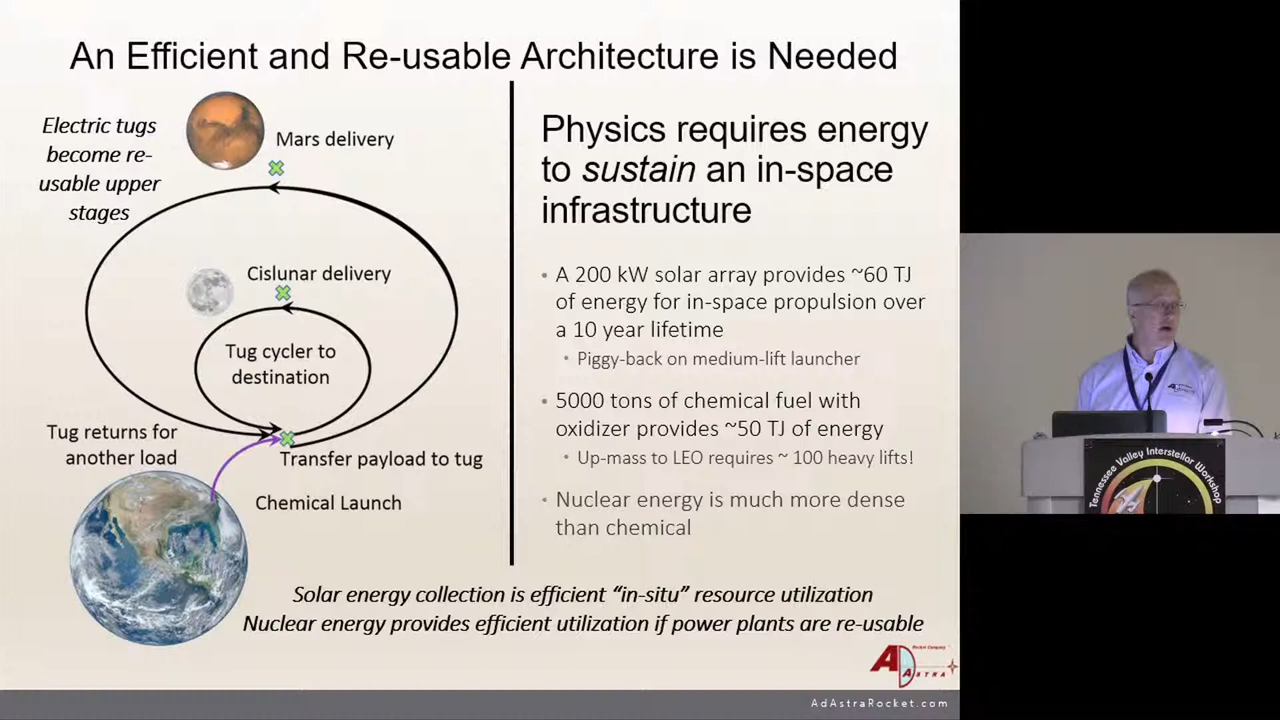 An Efficient and Re-usable Architecture is Needed
Electric tugs
become re-
usable upper
stages
Mars delivery
Cislunar delivery
Tug cycler to
destination
Tug returns for
another load
Transfer payload to tug
Chemical Launch
Physics requires energy
to sustain an in-space
infrastructure
• A 200 kW solar array provides ~60 TJ
of energy for in-space propulsion over
a 10 year lifetime
• Piggy-back on medium-lift launcher
• 5000 tons of chemical fuel with
oxidizer provides ~50 TJ of energy
• Up-mass to LEO requires ~ 100 heavy lifts!
• Nuclear energy is much more dense
than chemical
Solar energy collection is efficient “in-situ” resource utilization
Nuclear energy provides efficient utilization if power plants are re-usable
Rocket Company
AD ASTRA
AdAstraRocket.com
Tennessee Valley Interstellar Workshop